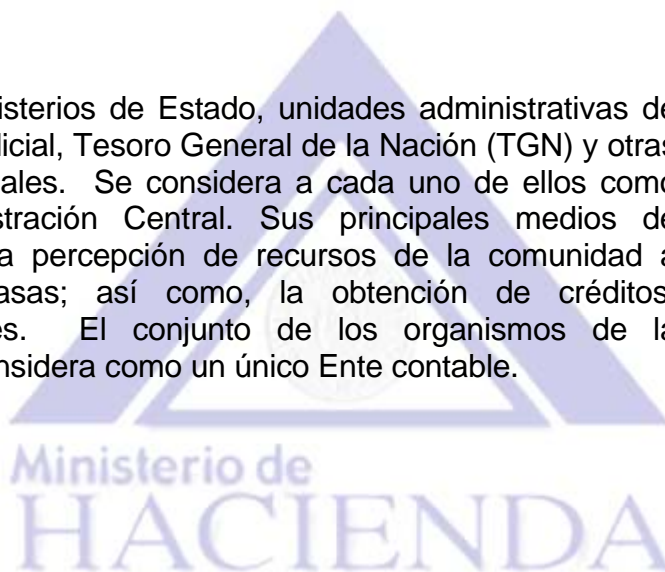 isterios de Estado, unidades administrativas de
licial, Tesoro General de la Nación (TGN) y otras
ales. Se considera a cada uno de ellos como
stración Central. Sus principales medios de
a percepción de recursos de la comunidad a
asas; así como, la obtención de créditos,
es. El conjunto de los organismos de la
nsidera como un único Ente contable.
Ministerio de
HACIENDA